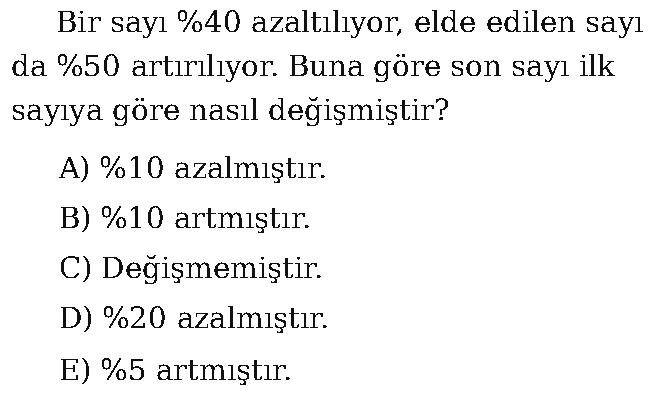 Bir sayı %40 azaltılıyor, elde edilen sayı
da %50 artırılıyor. Buna göre son sayı ilk
sayıya göre nasıl değişmiştir?
A) %10 azalmıştır.
B) %10 artmıştır.
C) Değişmemiştir.
D) %20 azalmıştır.
E) %5 artmıştır.